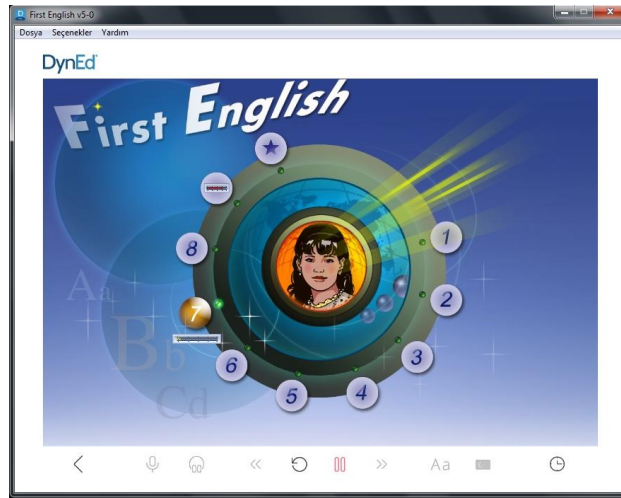 First English v5-0
Dosya Seçenekler Yardım
DynEd
First English
1
2
3
4
5
6
7
8
Aa
Bb
Cd
Aa